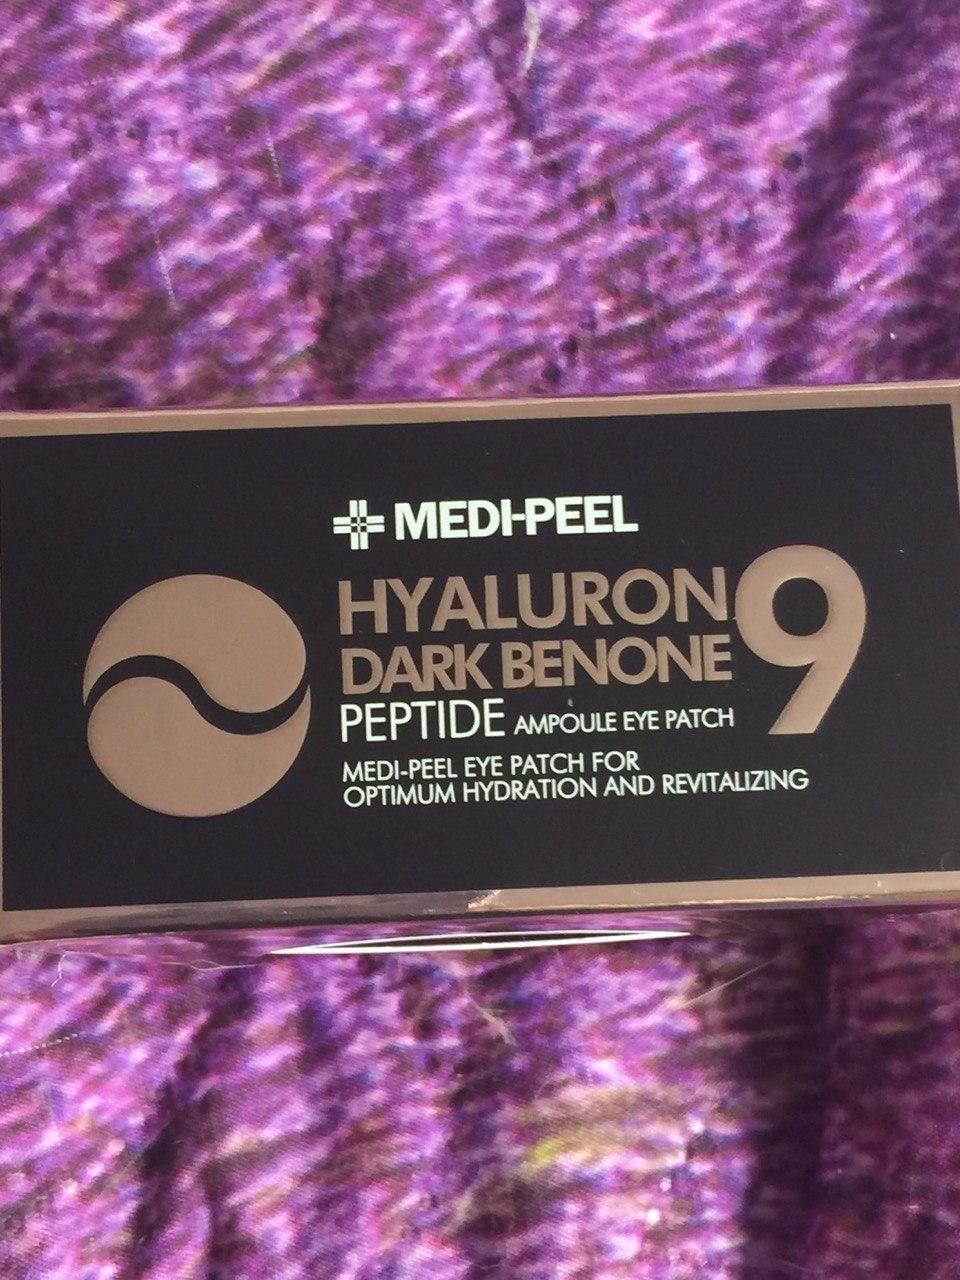 MEDI-PEEL
HYALURON 9
DARK BENONE
PEPTIDE AMPOULE EYE PATCH
MEDI-PEEL EYE PATCH FOR
OPTIMUM HYDRATION AND REVITALIZING